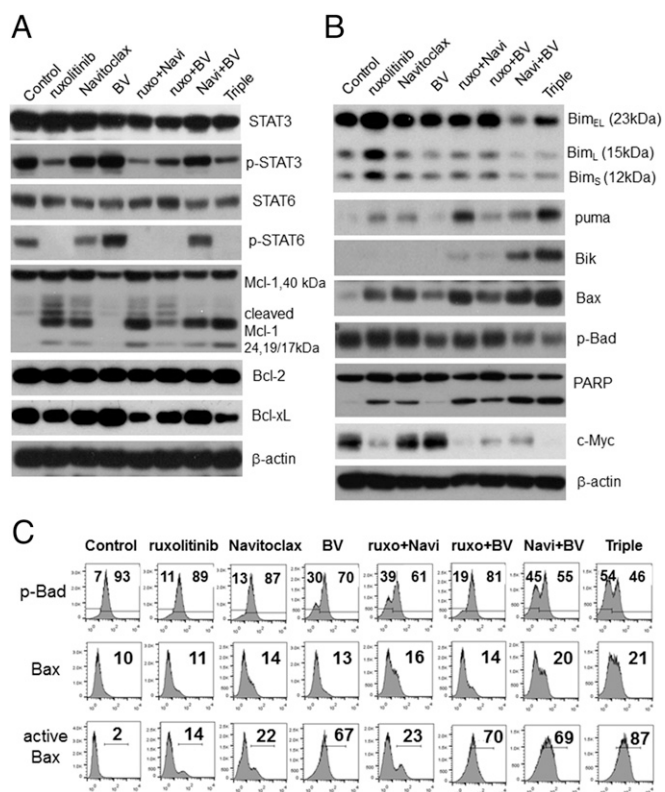 A
Control ruxolitinib Navitoclax BV ruxo+Navi ruxo+BV Navi+BV Triple
STAT3
p-STAT3
STAT6
p-STAT6
Mcl-1,40 kDa
cleaved
Mcl-1
24,19/17kDa
Bcl-2
Bcl-xL
β-actin
B
Control ruxolitinib Navitoclax BV ruxo+Navi ruxo+BV Navi+BV Triple
BimEL (23kDa)
BimL (15kDa)
BimS (12kDa)
puma
Bik
Bax
p-Bad
PARP
c-Myc
β-actin
C
Control ruxolitinib Navitoclax BV ruxo+Navi ruxo+BV Navi+BV Triple
p-Bad 7 93 11 89 13 87 30 70 39 61 19 81 45 55 54 46
Bax 10 11 14 13 16 14 20 21
active
Bax 2 14 22 67 23 70 69 87